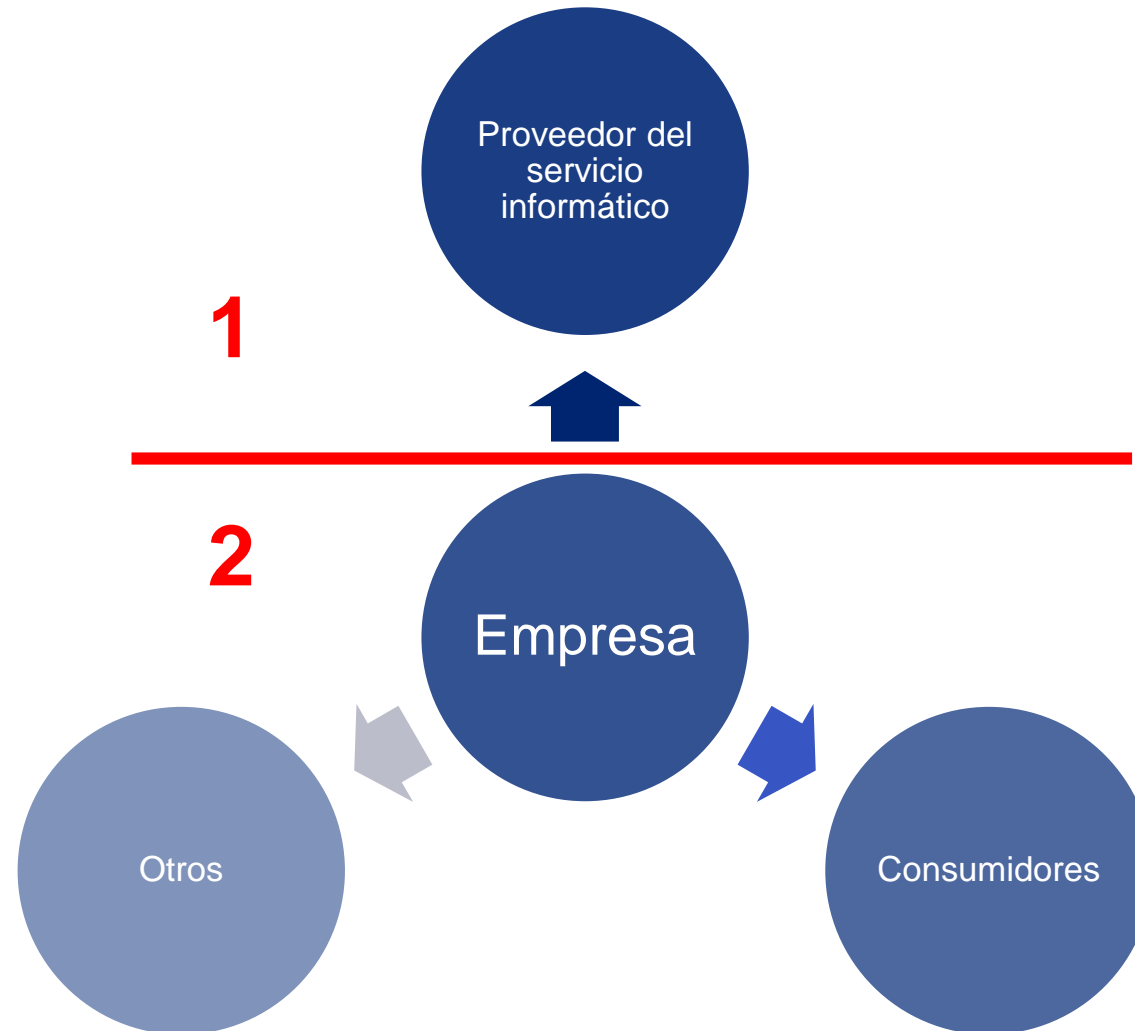 Proveedor del
servicio
informático
1
2
Empresa
Otros
Consumidores